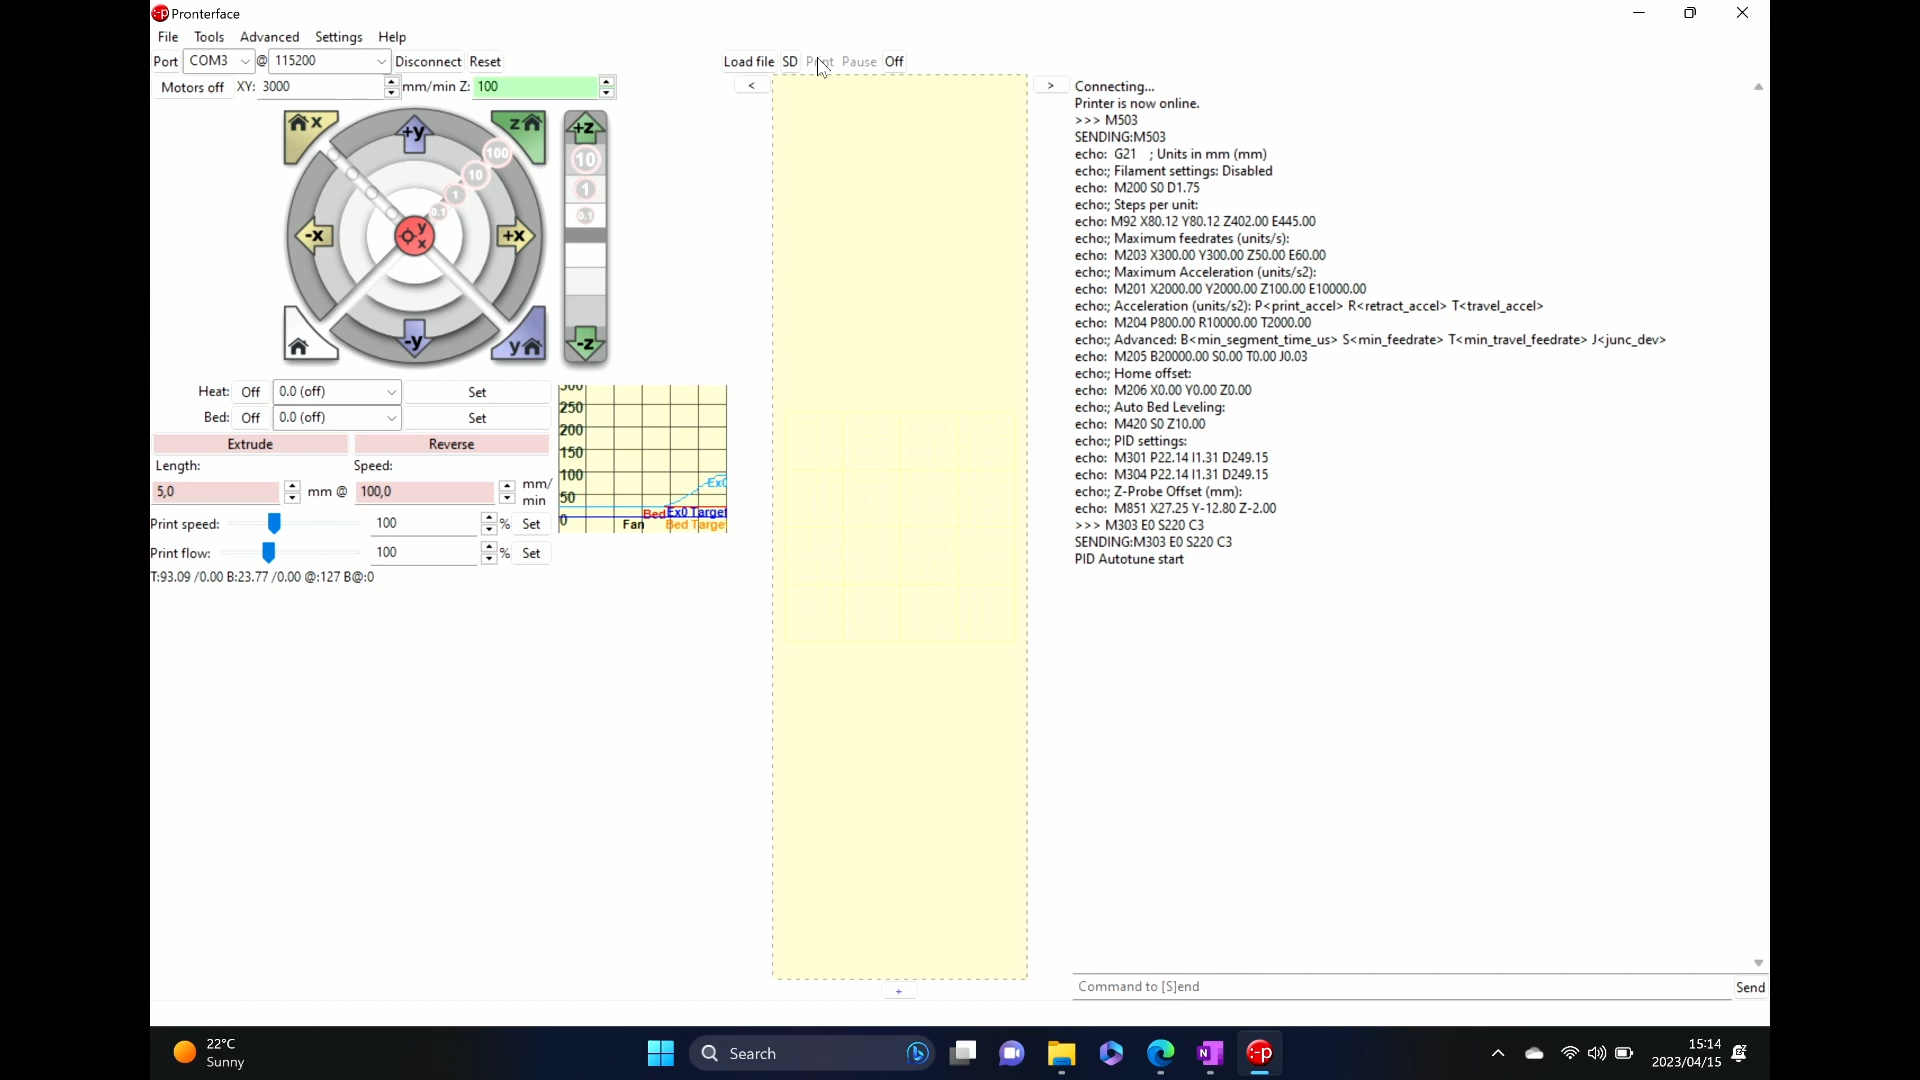 Pronterface
File Tools Advanced Settings Help
Port COM3 @ 115200 Disconnect Reset
Load file SD Print Pause Off
Motors off XY: 3000 mm/min Z: 100
< >
X Z
+y
+z
100 10 1 0.1
10
1
0.1
-x y x +x
-y
y
-z
Heat: Off 0.0 (off) Set
Bed: Off 0.0 (off) Set
Extrude Reverse
Length: Speed:
5,0 mm @ 100,0 mm/
min
Print speed: 100 % Set
Print flow: 100 % Set
T:93.09 /0.00 B:23.77 /0.00 @:127 B@:0
300
250
200
150
100
50
0
Ex0
Bed Ex0 Target
Fan Bed Targe
Connecting...
Printer is now online.
>>> M503
SENDING:M503
echo: G21 ; Units in mm (mm)
echo:; Filament settings: Disabled
echo: M200 S0 D1.75
echo:; Steps per unit:
echo: M92 X80.12 Y80.12 Z402.00 E445.00
echo:; Maximum feedrates (units/s):
echo: M203 X300.00 Y300.00 Z50.00 E60.00
echo:; Maximum Acceleration (units/s2):
echo: M201 X2000.00 Y2000.00 Z100.00 E10000.00
echo:; Acceleration (units/s2): P<print_accel> R<retract_accel> T<travel_accel>
echo: M204 P800.00 R10000.00 T2000.00
echo:; Advanced: B<min_segment_time_us> S<min_feedrate> T<min_travel_feedrate> J<junc_dev>
echo: M205 B20000.00 S0.00 T0.00 J0.03
echo:; Home offset:
echo: M206 X0.00 Y0.00 Z0.00
echo:; Auto Bed Leveling:
echo: M420 S0 Z10.00
echo:; PID settings:
echo: M301 P22.14 I1.31 D249.15
echo: M304 P22.14 I1.31 D249.15
echo:; Z-Probe Offset (mm):
echo: M851 X27.25 Y-12.80 Z-2.00
>>> M303 E0 S220 C3
SENDING:M303 E0 S220 C3
PID Autotune start
+
Command to [S]end Send
22°C
Sunny
Search
15:14
2023/04/15